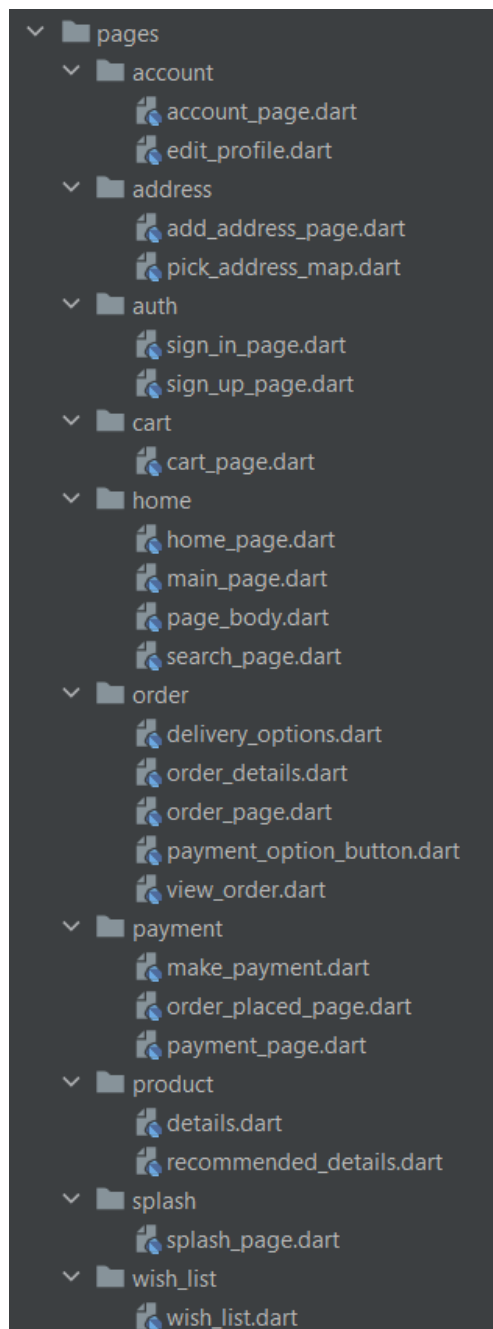 pages
account
account_page.dart
edit_profile.dart
address
add_address_page.dart
pick_address_map.dart
auth
sign_in_page.dart
sign_up_page.dart
cart
cart_page.dart
home
home_page.dart
main_page.dart
page_body.dart
search_page.dart
order
delivery_options.dart
order_details.dart
order_page.dart
payment_option_button.dart
view_order.dart
payment
make_payment.dart
order_placed_page.dart
payment_page.dart
product
details.dart
recommended_details.dart
splash
splash_page.dart
wish_list
wish_list.dart